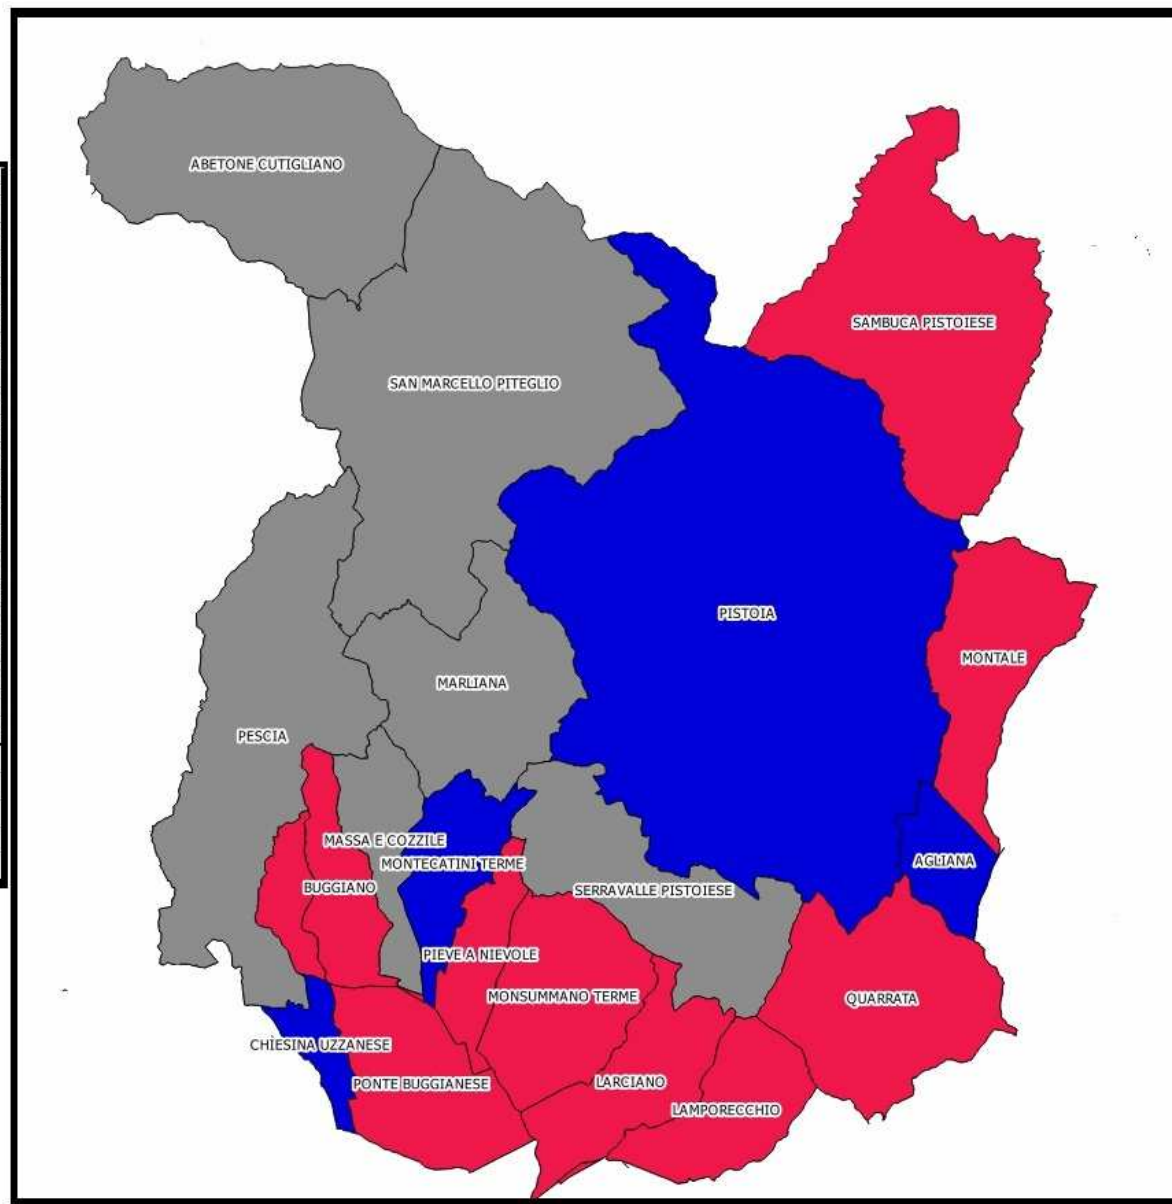 ABETONE CUTIGLIANO
SAMBUCA PISTOIESE
SAN MARCELLO PITEGLIO
PISTOIA
MONTALE
MARLIANA
PESCIA
MASSA E COZZILE
MONTECATINI TERME
AGLIANA
BUGGIANO
SERRAVALLE PISTOIESE
PIEVE A NIEVOLE
MONSUMMANO TERME
QUARRATA
CHIESINA UZZANESE
PONTE BUGGIANESE
LARCIANO
LAMPORECCHIO